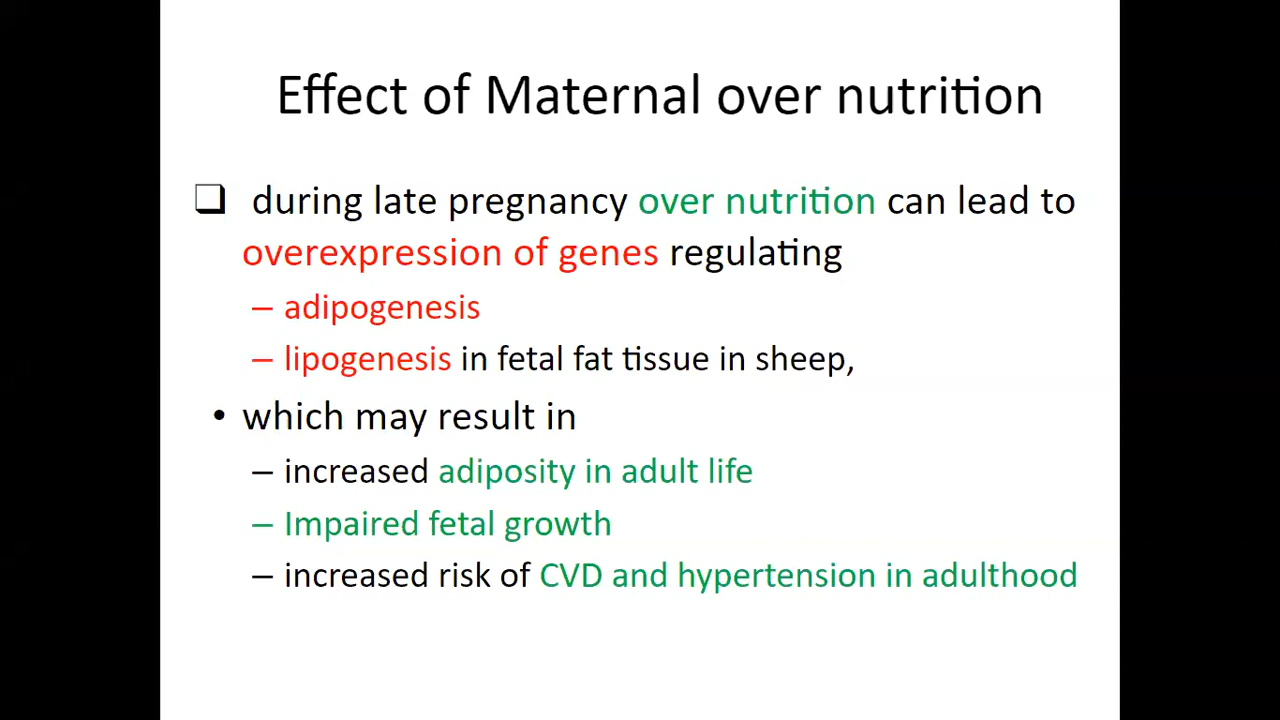 Effect of Maternal over nutrition
❑ during late pregnancy over nutrition can lead to
overexpression of genes regulating
– adipogenesis
– lipogenesis in fetal fat tissue in sheep,
• which may result in
– increased adiposity in adult life
– Impaired fetal growth
– increased risk of CVD and hypertension in adulthood